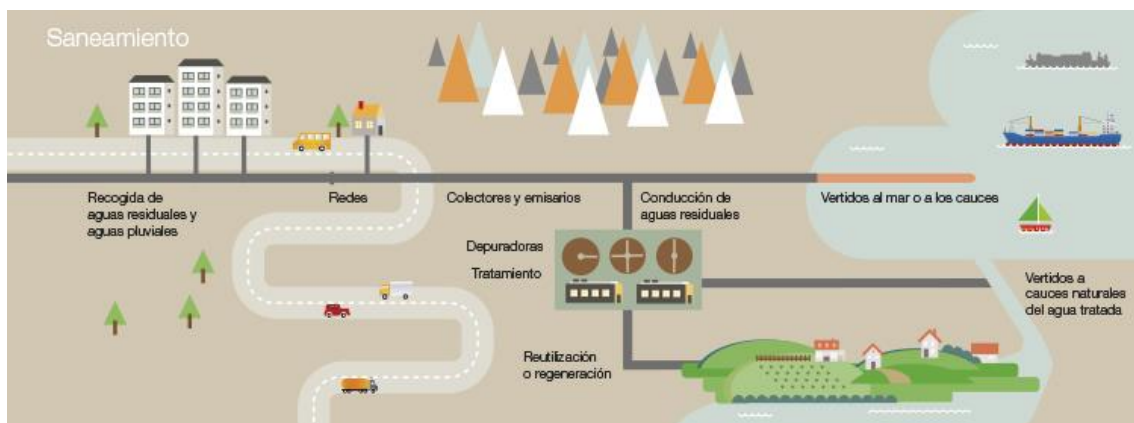 Saneamiento
Recogida de
aguas residuales y
aguas pluviales
Redes
Colectores y emisarios
Conducción de
aguas residuales
Vertidos al mar o a los cauces
Depuradoras
Tratamiento
Vertidos a
cauces naturales
del agua tratada
Reutilización
o regeneración